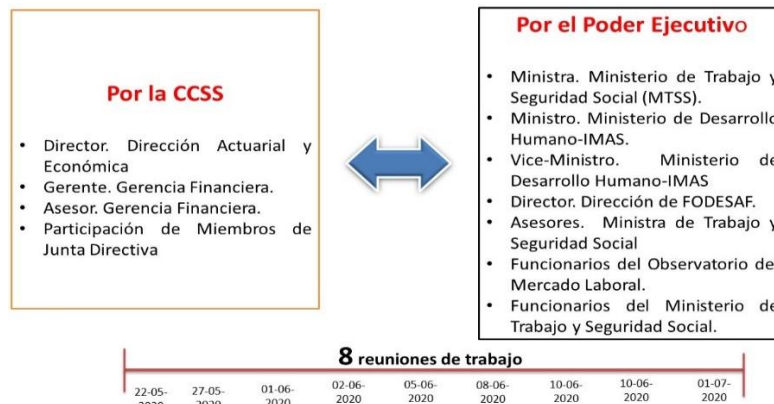 Por la CCSS
• Director. Dirección Actuarial y
Económica
• Gerente. Gerencia Financiera.
• Asesor. Gerencia Financiera.
• Participación de Miembros de
Junta Directiva
Por el Poder Ejecutivo
• Ministra. Ministerio de Trabajo y
Seguridad Social (MTSS).
• Ministro. Ministerio de Desarrollo
Humano-IMAS.
• Vice-Ministro. Ministerio de
Desarrollo Humano-IMAS
• Director. Dirección de FODESAF.
• Asesores. Ministra de Trabajo y
Seguridad Social
• Funcionarios del Observatorio de
Mercado Laboral.
• Funcionarios del Ministerio de
Trabajo y Seguridad Social.
8 reuniones de trabajo
22-05- 27-05- 01-06- 02-06- 05-06- 08-06- 10-06- 10-06- 01-07-
2020 2020 2020 2020 2020 2020 2020 2020 2020